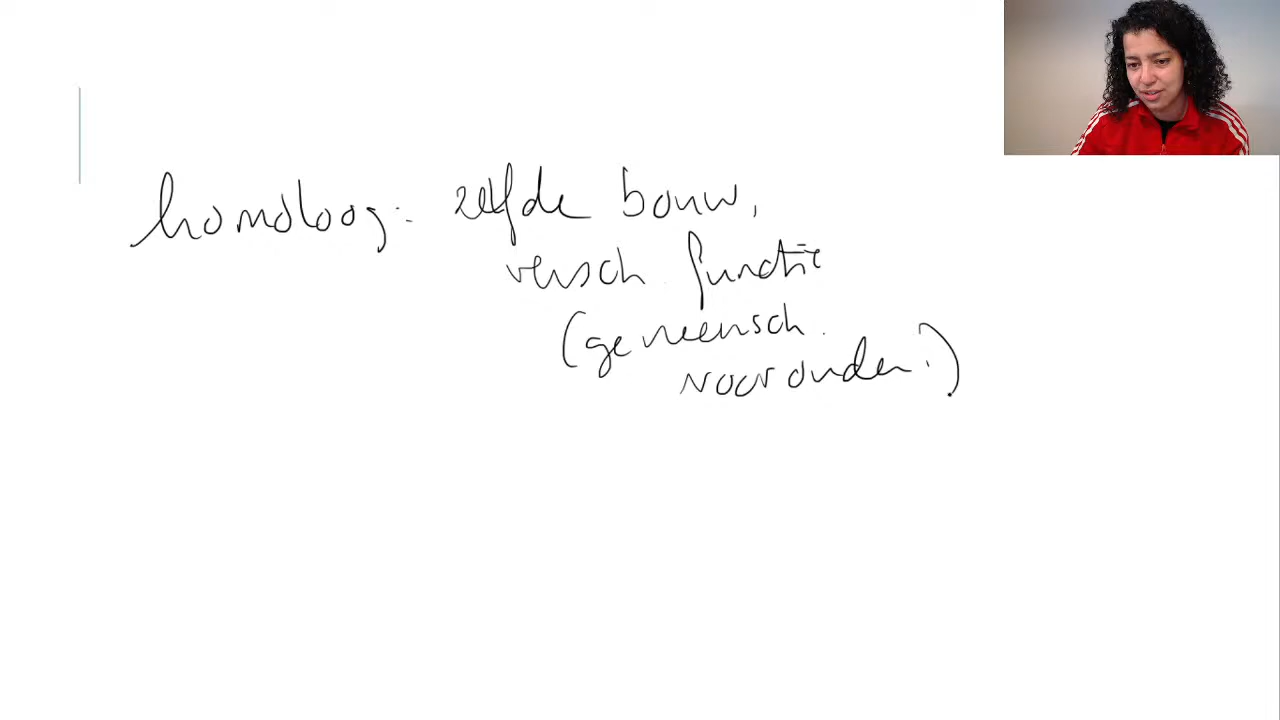 homoloog: zelfde bouw,
versch. functie
(gemeensch.
voorouder.)